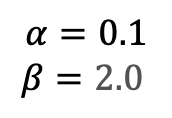 α = 0.1
β = 2.0